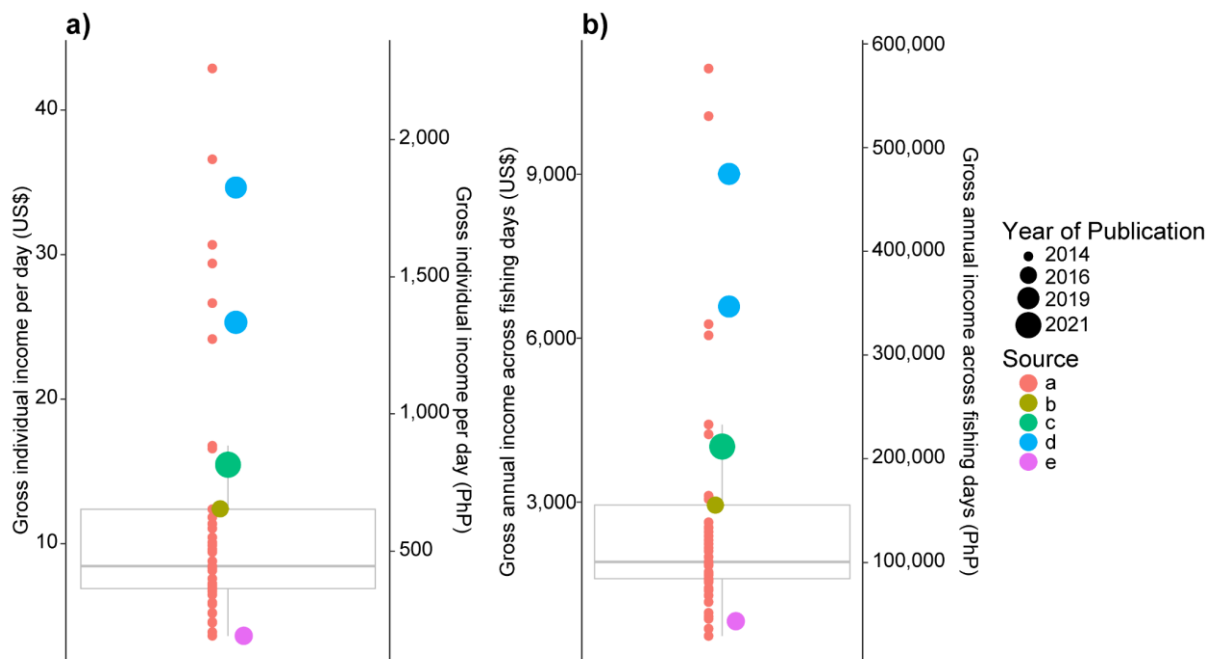 a)
Gross individual income per day (US$)
40
30
20
10
2,000
1,500
1,000
500
Gross individual income per day (PhP)
b)
Gross annual income across fishing days (US$)
9,000
6,000
3,000
600,000
500,000
400,000
300,000
200,000
100,000
Gross annual income across fishing days (PhP)
Year of Publication
2014
2016
2019
2021
Source
a
b
c
d
e